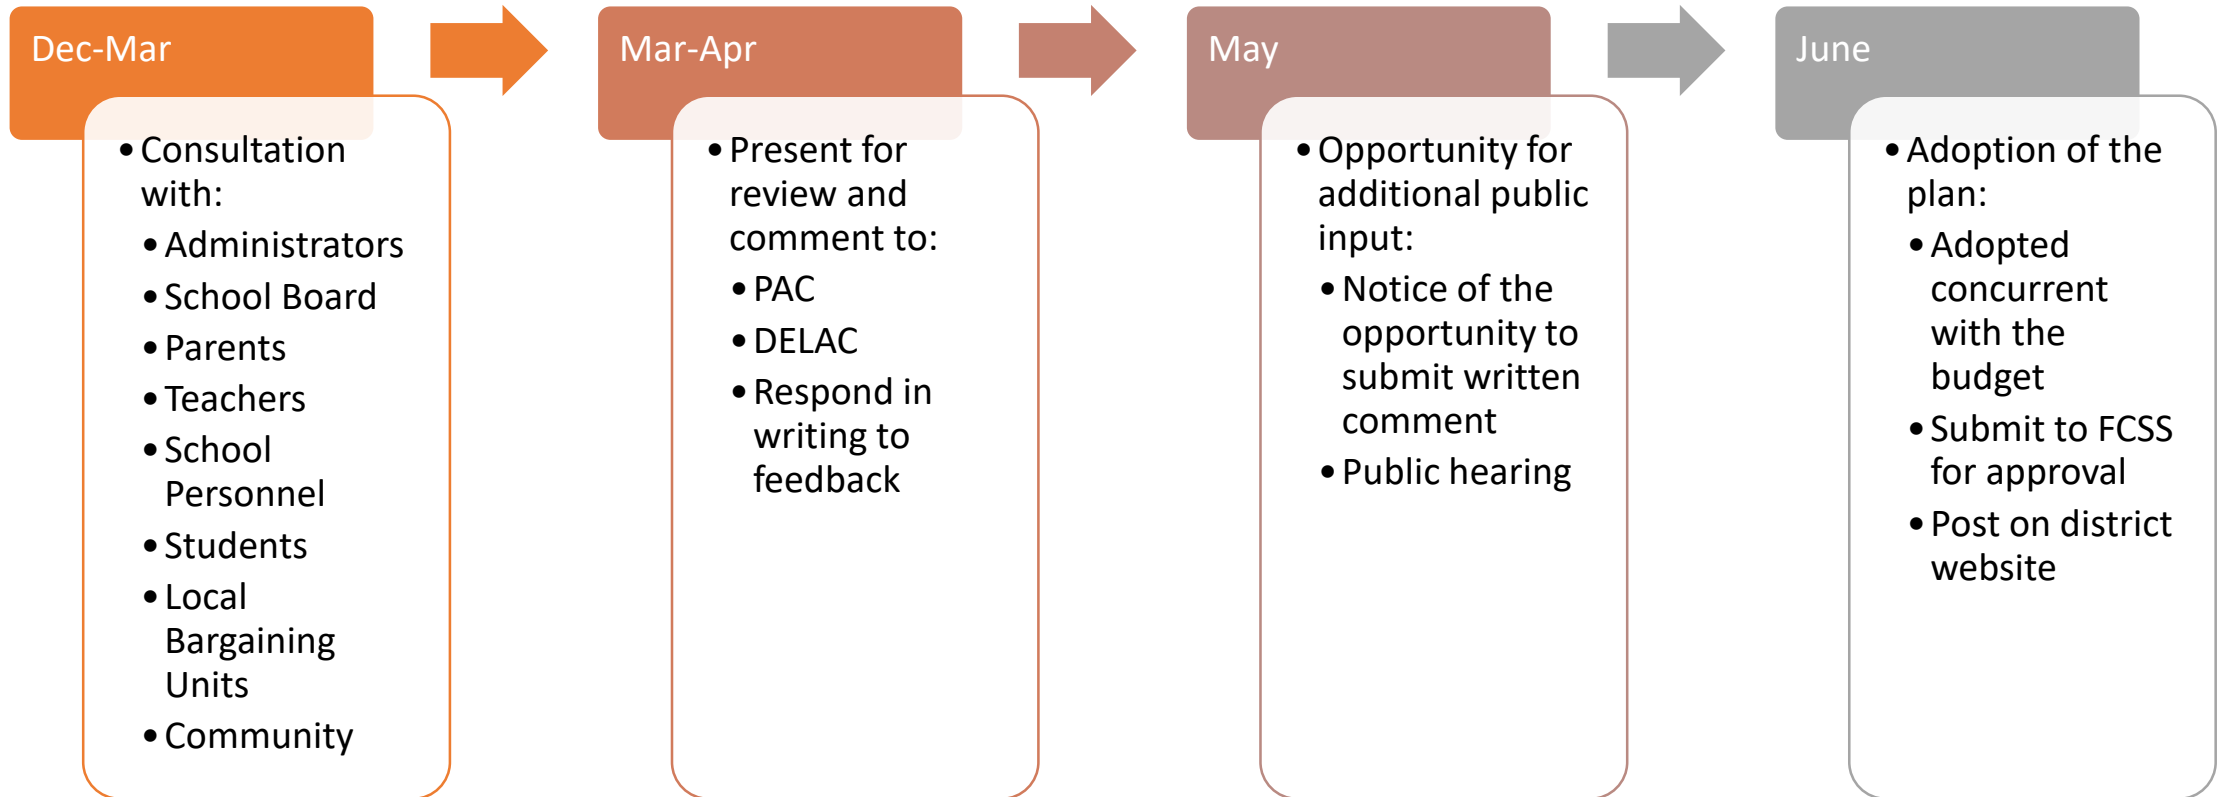 Dec-Mar
• Consultation
with:
• Administrators
• School Board
• Parents
• Teachers
• School
Personnel
• Students
• Local
Bargaining
Units
• Community
Mar-Apr
• Present for
review and
comment to:
• PAC
• DELAC
• Respond in
writing to
feedback
May
• Opportunity for
additional public
input:
• Notice of the
opportunity to
submit written
comment
• Public hearing
June
• Adoption of the
plan:
• Adopted
concurrent
with the
budget
• Submit to FCSS
for approval
• Post on district
website